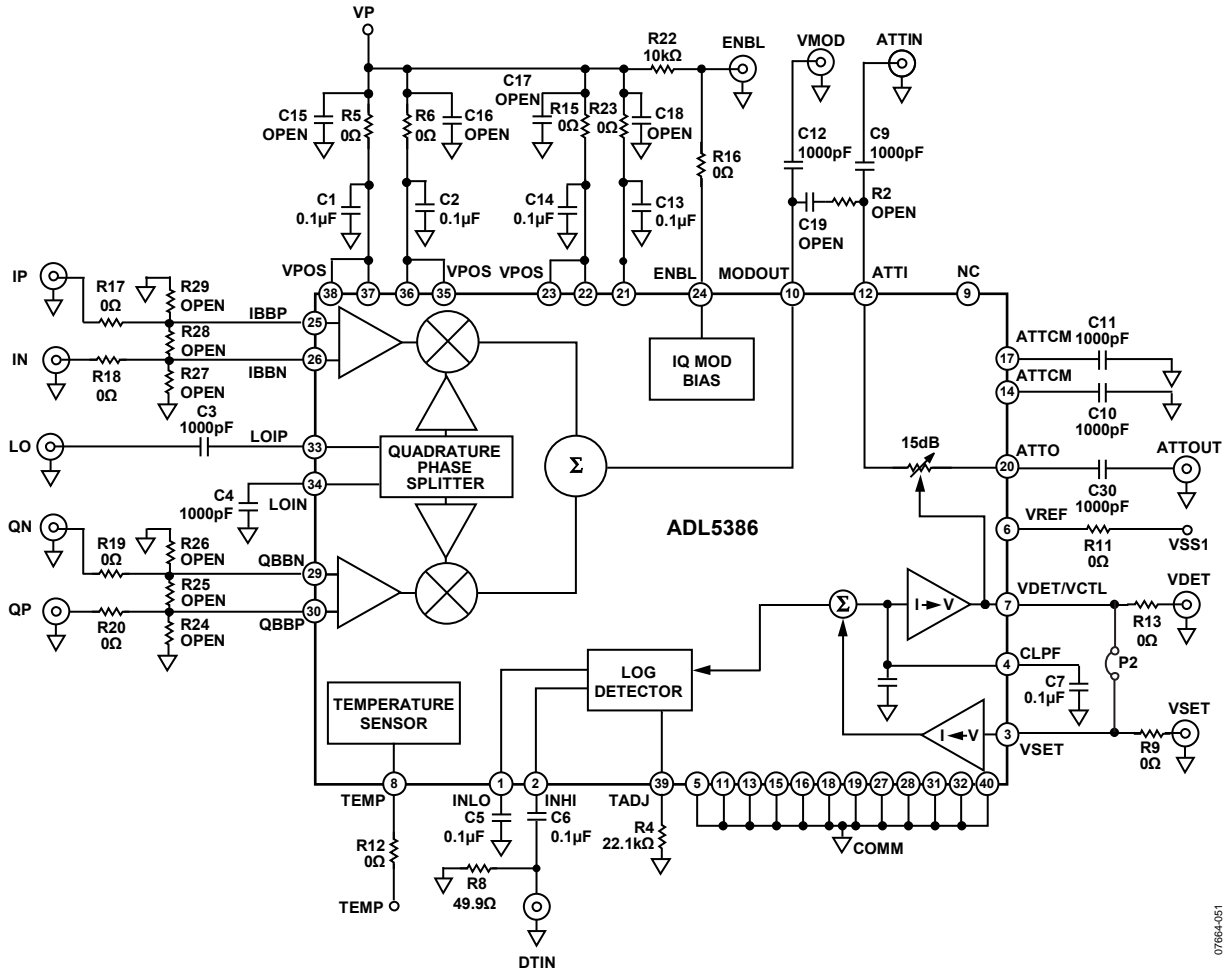 VP
R22
10kΩ
ENBL
VMOD
ATTIN
C15
OPEN
R5
0Ω
R6
0Ω
C16
OPEN
C17
OPEN
R15
0Ω
R23
0Ω
C18
OPEN
R16
0Ω
C12
1000pF
C9
1000pF
C1
0.1µF
C2
0.1µF
C14
0.1µF
C13
0.1µF
C19
OPEN
R2
OPEN
VPOS
VPOS
VPOS
ENBL
MODOUT
ATTI
NC
38
37
36
35
23
22
21
24
10
12
9
IP
R17
0Ω
R29
OPEN
IBBP
25
R28
OPEN
IN
R18
0Ω
R27
OPEN
IBBN
26
IQ MOD
BIAS
ATTCM
17
C11
1000pF
ATTCM
14
C10
1000pF
LO
C3
1000pF
LOIP
33
C4
1000pF
LOIN
34
QUADRATURE
PHASE
SPLITTER
Σ
15dB
ATTO
20
C30
1000pF
ATTOUT
ADL5386
VREF
6
R11
0Ω
VSS1
QN
R19
0Ω
R26
OPEN
QBBN
29
R25
OPEN
QP
R20
0Ω
R24
OPEN
QBBP
30
Σ
I V
VDET/VCTL
7
R13
0Ω
VDET
CLPF
4
C7
0.1µF
P2
LOG
DETECTOR
TEMPERATURE
SENSOR
I V
3
VSET
R9
0Ω
VSET
8
1
2
39
5
11
13
15
16
18
19
27
28
31
32
40
TEMP
INLO
INHI
TADJ
C5
0.1µF
C6
0.1µF
R4
22.1kΩ
COMM
R12
0Ω
R8
49.9Ω
TEMP
DTIN
07664-051